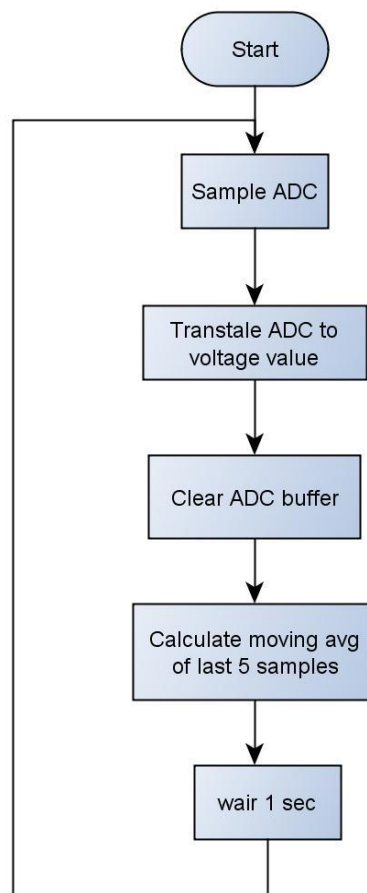 Start
Sample ADC
Transtale ADC to
voltage value
Clear ADC buffer
Calculate moving avg
of last 5 samples
wair 1 sec